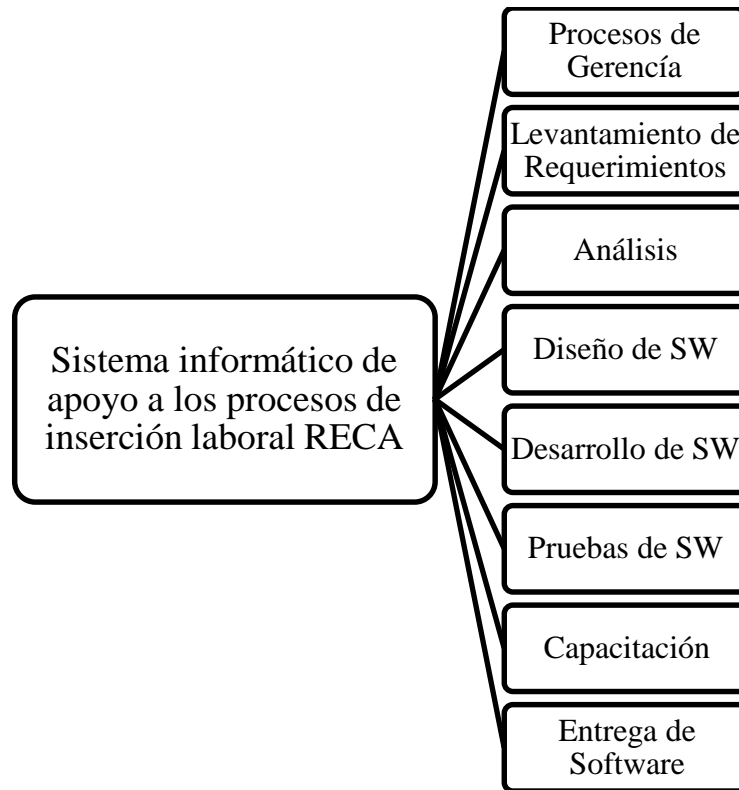 Procesos de
Gerencía
Levantamiento de
Requerimientos
Análisis
Sistema informático de
apoyo a los procesos de
inserción laboral RECA
Diseño de SW
Desarrollo de SW
Pruebas de SW
Capacitación
Entrega de
Software